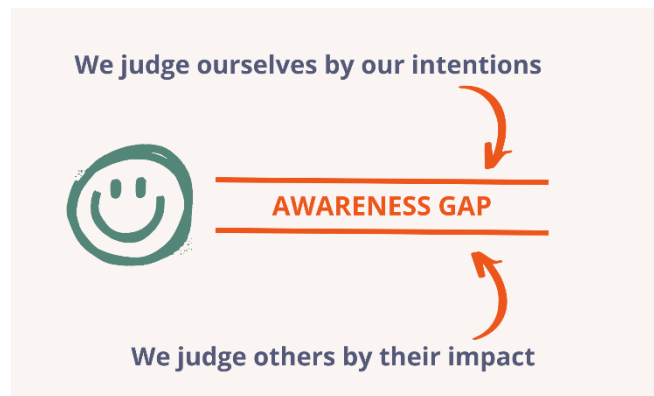 We judge ourselves by our intentions
AWARENESS GAP
We judge others by their impact